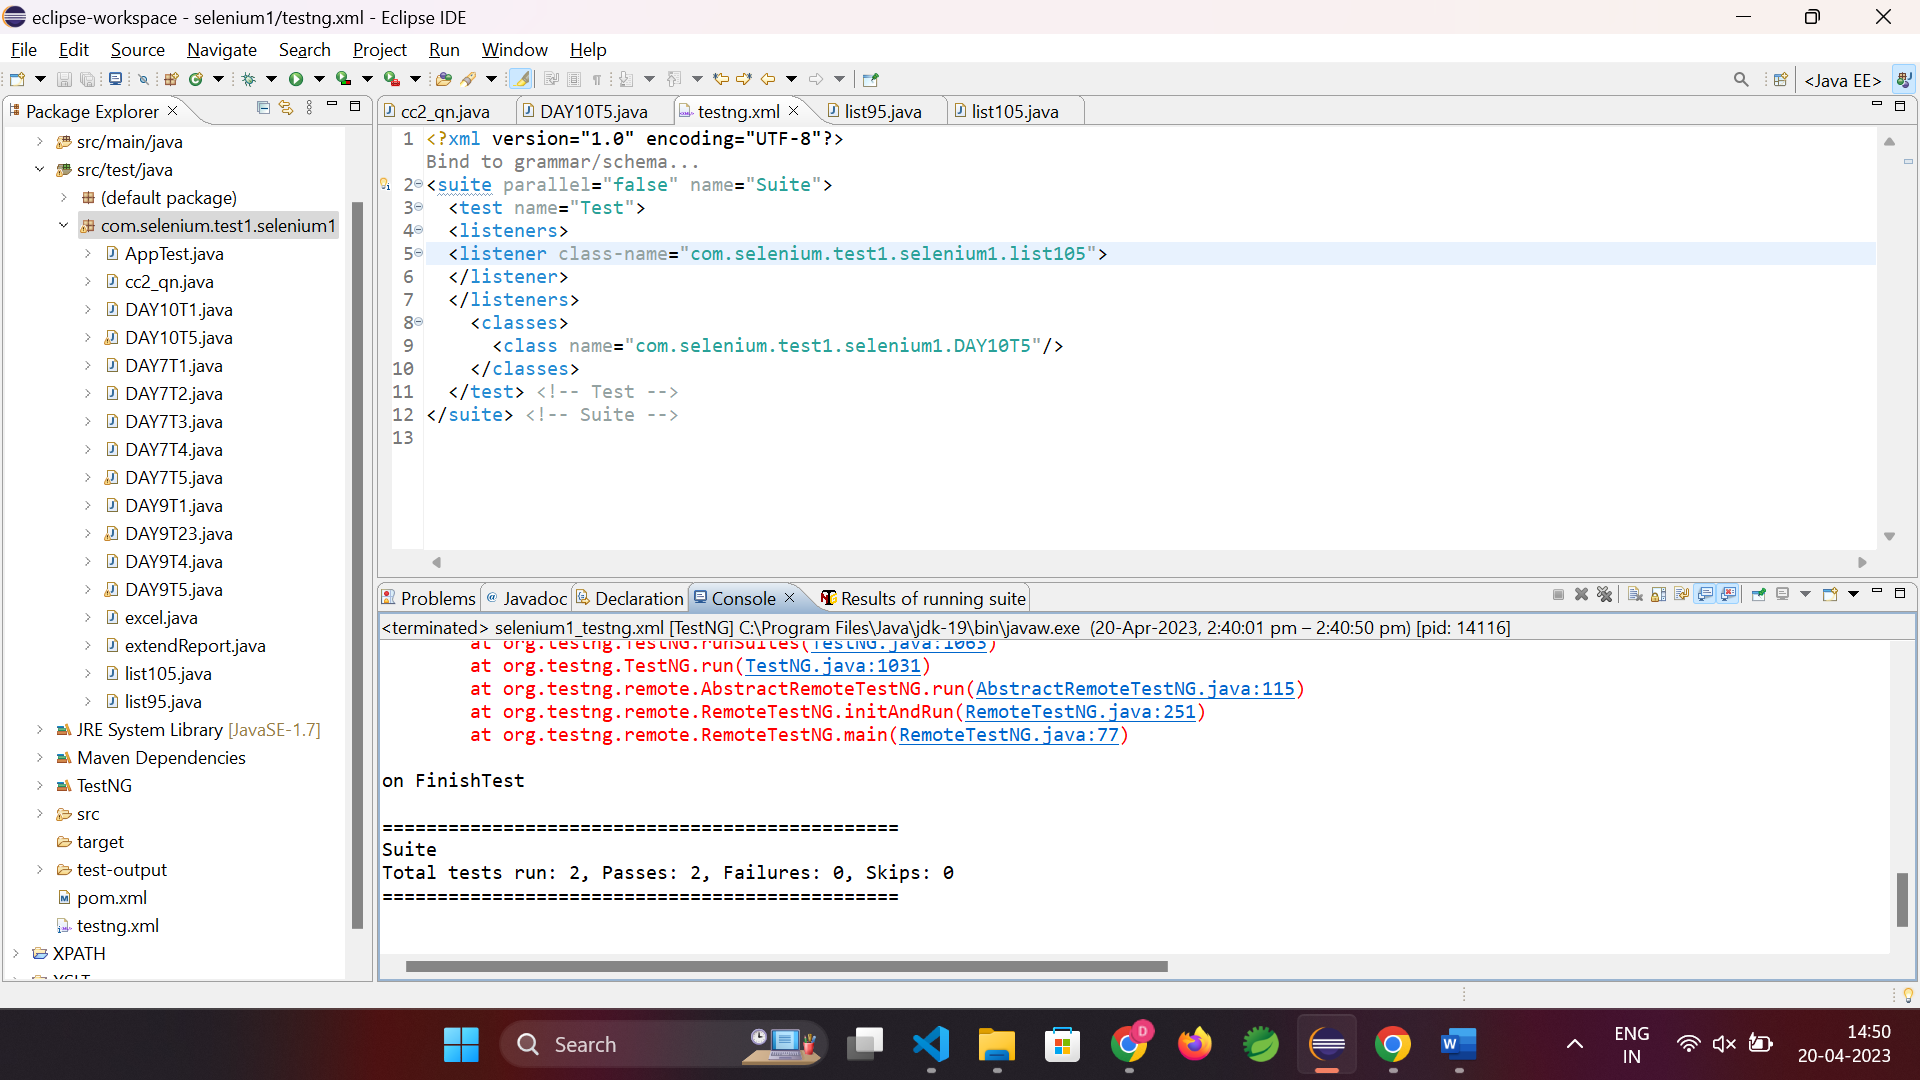 eclipse-workspace - selenium1/testng.xml - Eclipse IDE
File Edit Source Navigate Search Project Run Window Help
<Java EE>
Package Explorer
src/main/java
src/test/java
(default package)
com.selenium.test1.selenium1
AppTest.java
cc2_qn.java
DAY10T1.java
DAY10T5.java
DAY7T1.java
DAY7T2.java
DAY7T3.java
DAY7T4.java
DAY7T5.java
DAY9T1.java
DAY9T23.java
DAY9T4.java
DAY9T5.java
excel.java
extendReport.java
list105.java
list95.java
JRE System Library [JavaSE-1.7]
Maven Dependencies
TestNG
src
target
test-output
pom.xml
testng.xml
XPATH
cc2_qn.java DAY10T5.java testng.xml list95.java list105.java
1 <?xml version="1.0" encoding="UTF-8"?>
Bind to grammar/schema...
2 <suite parallel="false" name="Suite">
3 <test name="Test">
4 <listeners>
5 <listener class-name="com.selenium.test1.selenium1.list105">
6 </listener>
7 </listeners>
8 <classes>
9 <class name="com.selenium.test1.selenium1.DAY10T5"/>
10 </classes>
11 </test> <!-- Test -->
12 </suite> <!-- Suite -->
13
Problems @ Javadoc Declaration Console Results of running suite
<terminated> selenium1_testng.xml [TestNG] C:\Program Files\Java\jdk-19\bin\javaw.exe (20-Apr-2023, 2:40:01 pm – 2:40:50 pm) [pid: 14116]
at org.testng.TestNG.runSuites(TestNG.java:1063)
at org.testng.TestNG.run(TestNG.java:1031)
at org.testng.remote.AbstractRemoteTestNG.run(AbstractRemoteTestNG.java:115)
at org.testng.remote.RemoteTestNG.initAndRun(RemoteTestNG.java:251)
at org.testng.remote.RemoteTestNG.main(RemoteTestNG.java:77)
on FinishTest
===============================================
Suite
Total tests run: 2, Passes: 2, Failures: 0, Skips: 0
===============================================
Search
D
W
ENG
IN
14:50
20-04-2023